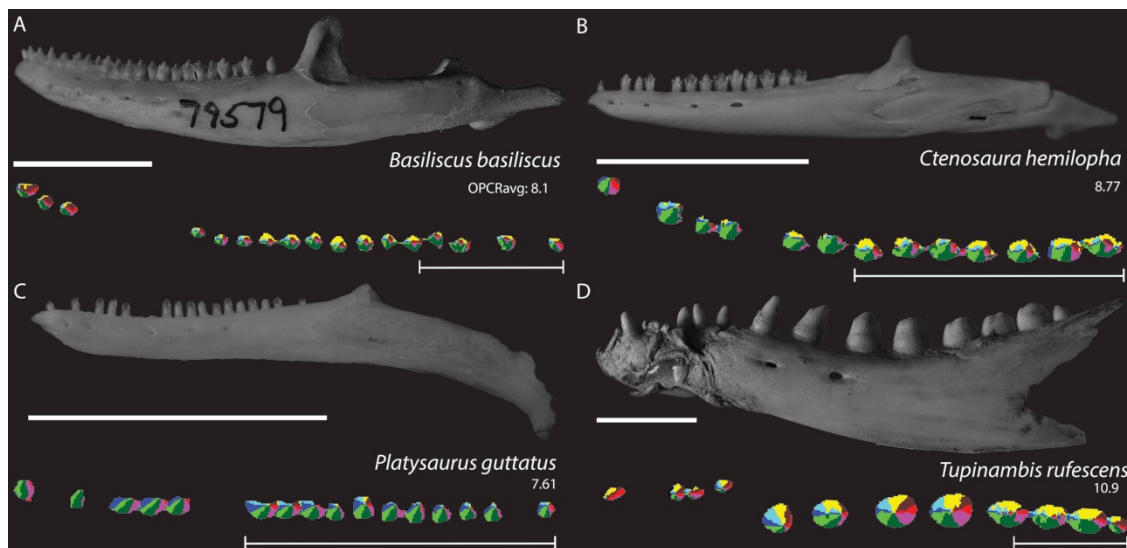 A
79579
Basiliscus basiliscus
OPCRavg: 8.1
B
Ctenosaura hemilopha
8.77
C
Platysaurus guttatus
7.61
D
Tupinambis rufescens
10.9